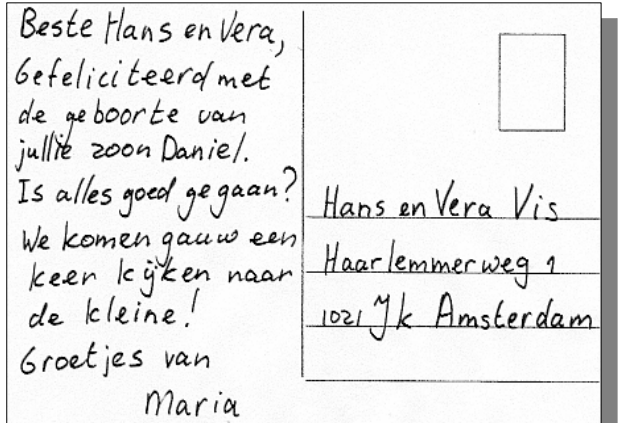 Beste Hans en Vera,
Gefeliciteerd met
de geboorte van
jullie zoon Daniel.
Is alles goed gegaan?
We komen gauw een
keer kijken naar
de kleine!
Groetjes van
Maria
Hans en Vera Vis
Haarlemmerweg 1
1021 Jk Amsterdam